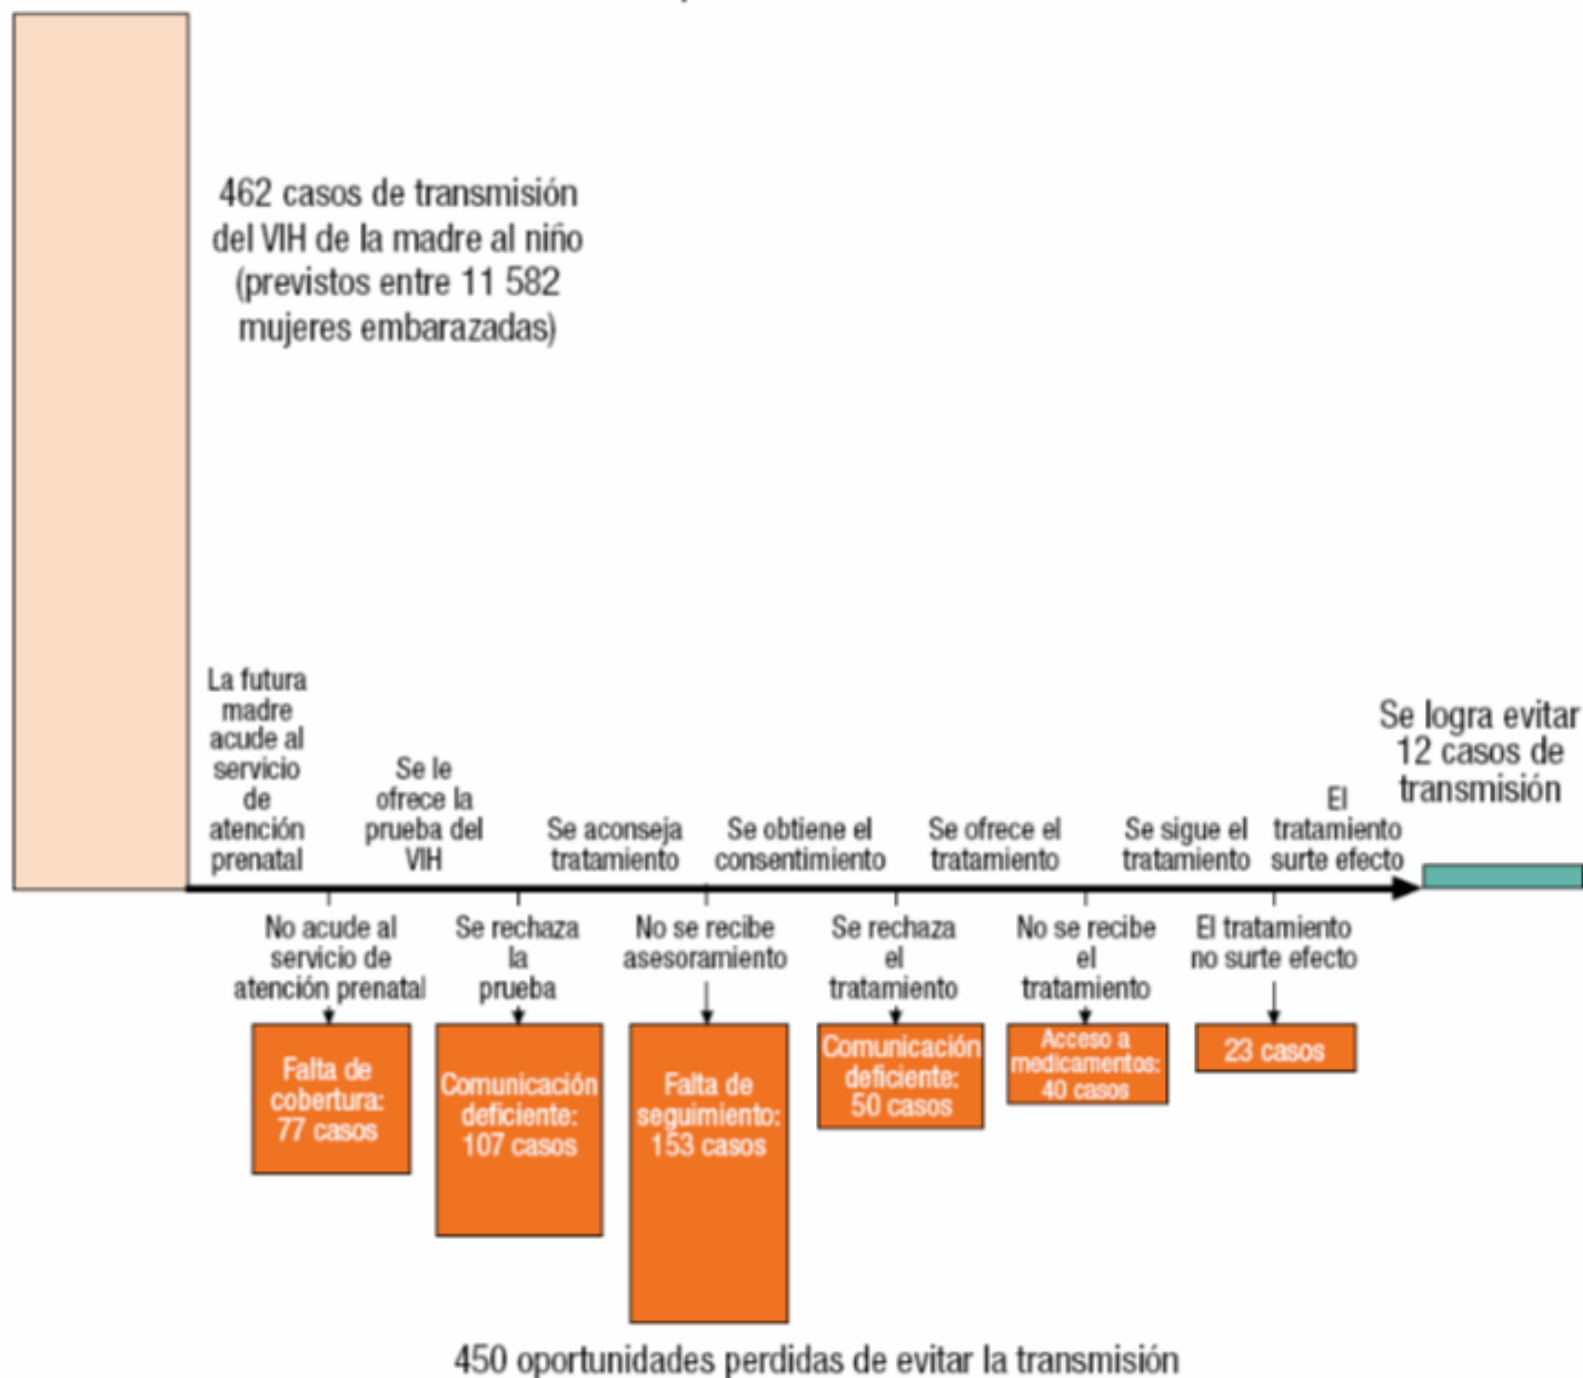 462 casos de transmisión
del VIH de la madre al niño
(previstos entre 11 582
mujeres embarazadas)
La futura
madre
acude al
servicio
de
atención
prenatal
Se le
ofrece la
prueba del
VIH
Se aconseja
tratamiento
Se obtiene el
consentimiento
Se ofrece el
tratamiento
Se sigue el
tratamiento
El
tratamiento
surte efecto
Se logra evitar
12 casos de
transmisión
No acude al
servicio de
atención prenatal
Se rechaza
la
prueba
No se recibe
asesoramiento
Se rechaza
el
tratamiento
No se recibe
el
tratamiento
El tratamiento
no surte efecto
Falta de
cobertura:
77 casos
Comunicación
deficiente:
107 casos
Falta de
seguimiento:
153 casos
Comunicación
deficiente:
50 casos
Acceso a
medicamentos:
40 casos
23 casos
450 oportunidades perdidas de evitar la transmisión